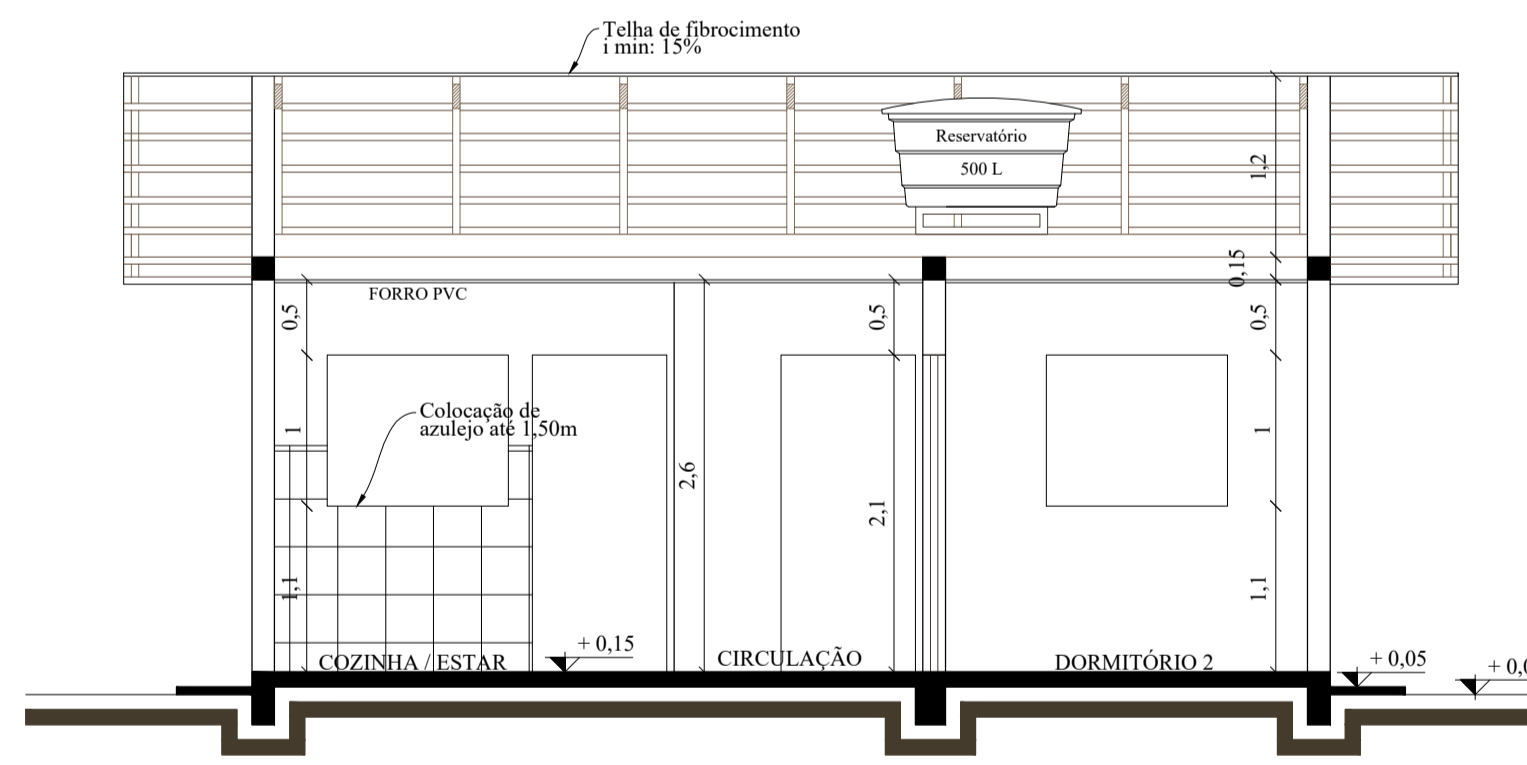 Telha de fibrocimento
i min: 15%
Reservatório
500 L
1,2
0,15
FORRO PVC
0,5
0,5
0,5
Colocação de
azulejo até 1,50m
1
1
2,6
2,1
1,1
1,1
+ 0,15
COZINHA / ESTAR
CIRCULAÇÃO
DORMITÓRIO 2
+ 0,05